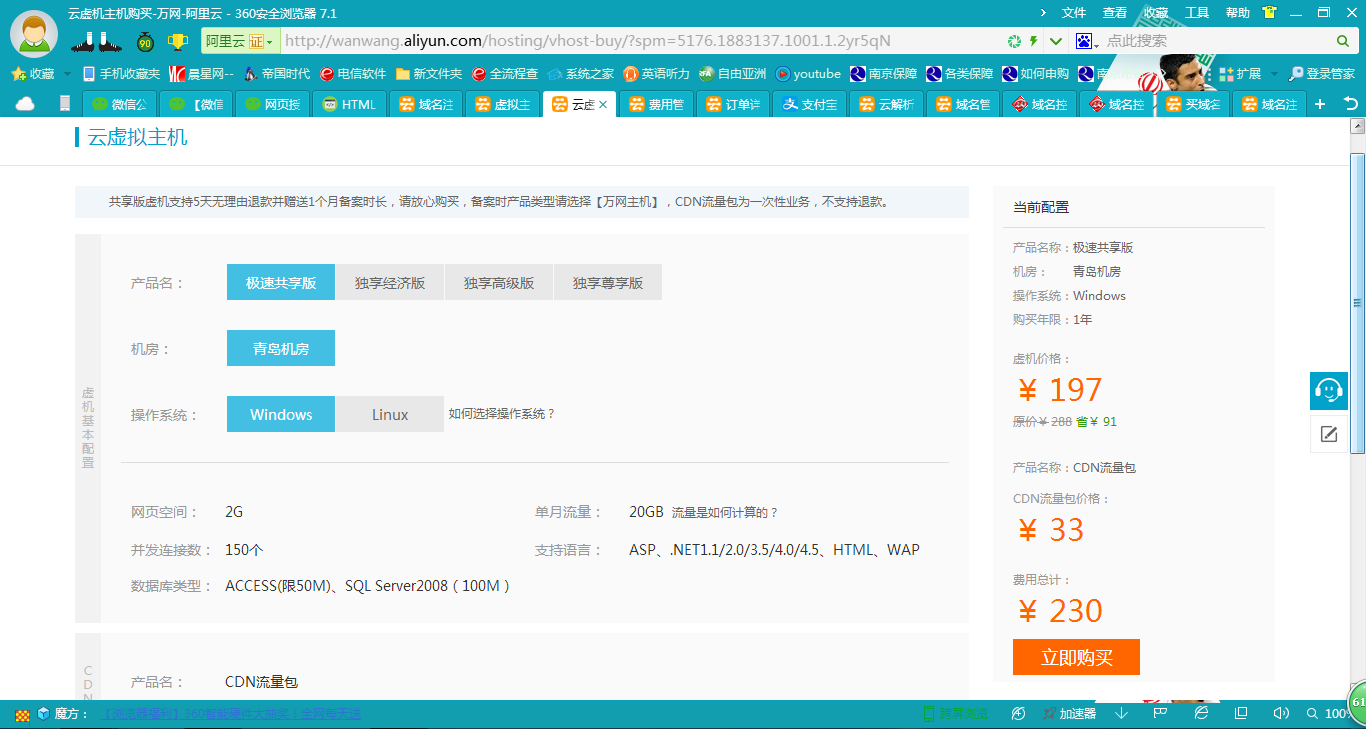 云虚机主机购买-万网-阿里云 - 360安全浏览器 7.1
文件 查看 收藏 工具 帮助
90 阿里云 证 http://wanwang.aliyun.com/hosting/vhost-buy/?spm=5176.1883137.1001.1.2yr5qN 点此搜索
收藏 手机收藏夹 晨星网-- 帝国时代 电信软件 新文件夹 全流程查 系统之家 英语听力 自由亚洲 youtube 南京保障 各类保障 如何申购 扩展 登录管家
微信公 【微信 网页授 HTML 域名注 虚拟主 云虚 费用管 订单详 支付宝 云解析 域名管 域名控 域名控 买域名 域名注
云虚拟主机
共享版虚机支持5天无理由退款并赠送1个月备案时长，请放心购买，备案时产品类型请选择【万网主机】，CDN流量包为一次性业务，不支持退款。
虚机基本配置
产品名： 极速共享版 独享经济版 独享高级版 独享尊享版
机房： 青岛机房
操作系统： Windows Linux 如何选择操作系统？
网页空间： 2G 单月流量： 20GB 流量是如何计算的？
并发连接数： 150个 支持语言： ASP、.NET1.1/2.0/3.5/4.0/4.5、HTML、WAP
数据库类型： ACCESS(限50M)、SQL Server2008（100M）
CDN
产品名： CDN流量包
当前配置
产品名称：极速共享版
机房： 青岛机房
操作系统：Windows
购买年限：1年
虚机价格：
￥ 197
原价￥ 288 省￥ 91
产品名称：CDN流量包
CDN流量包价格：
￥ 33
费用总计：
￥ 230
立即购买
魔方： 【浏览器福利】360智能硬件大抽奖！全网每天送 跨屏浏览 加速器 100%
61